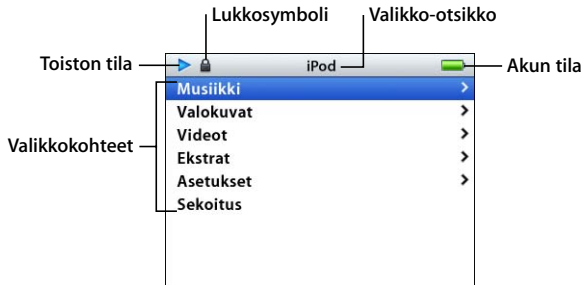 Lukkosymboli
Valikko-otsikko
Toiston tila
iPod
Akun tila
Musiikki
Valokuvat
Videot
Valikkokohteet
Ekstrat
Asetukset
Sekoitus